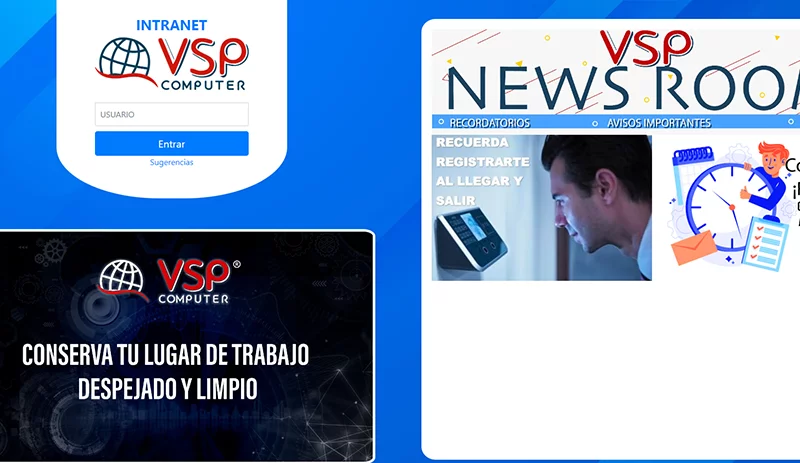 INTRANET
VSP
COMPUTER
USUARIO
Entrar
Sugerencias
VSP®
COMPUTER
CONSERVA TU LUGAR DE TRABAJO
DESPEJADO Y LIMPIO
VSP
NEWS ROOM
RECORDATORIOS
AVISOS IMPORTANTES
RECUERDA
REGISTRARTE
AL LLEGAR Y
SALIR